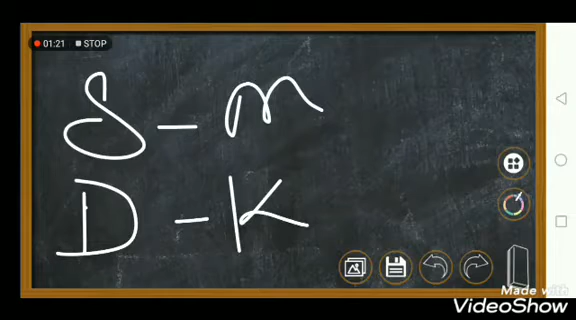 01:21 STOP
S - m
D - K
Made with
VideoShow